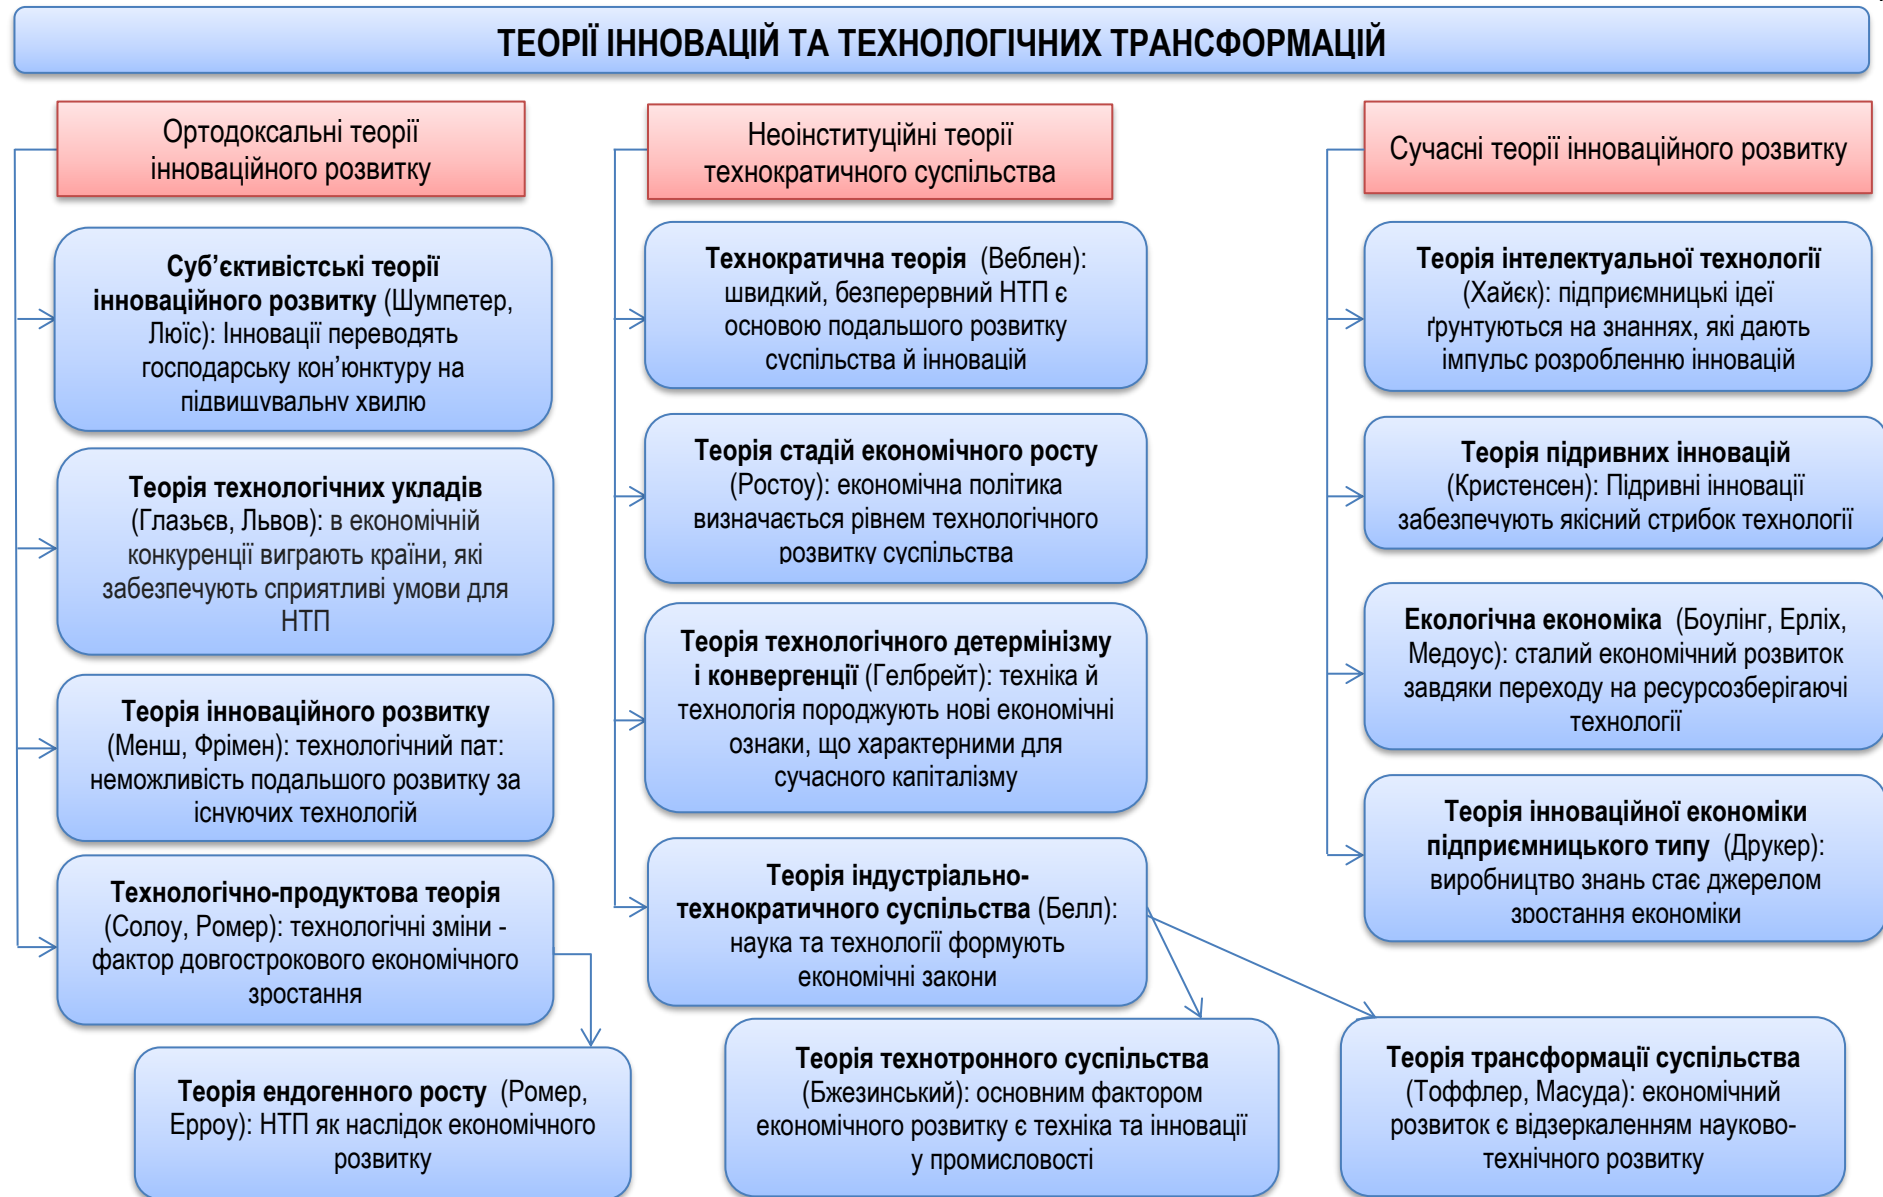 ТЕОРІЇ ІННОВАЦІЙ ТА ТЕХНОЛОГІЧНИХ ТРАНСФОРМАЦІЙ
Ортодоксальні теорії
інноваційного розвитку
Суб’єктивістські теорії
інноваційного розвитку (Шумпетер,
Люїс): Інновації переводять
господарську кон’юнктуру на
підвищувальну хвилю
Теорія технологічних укладів
(Глазьєв, Львов): в економічній
конкуренції виграють країни, які
забезпечують сприятливі умови для
НТП
Теорія інноваційного розвитку
(Менш, Фрімен): технологічний пат:
неможливість подальшого розвитку за
існуючих технологій
Технологічно-продуктова теорія
(Солоу, Ромер): технологічні зміни -
фактор довгострокового економічного
зростання
Теорія ендогенного росту (Ромер,
Ерроу): НТП як наслідок економічного
розвитку
Неоінституційні теорії
технократичного суспільства
Технократична теорія (Веблен):
швидкий, безперервний НТП є
основою подальшого розвитку
суспільства й інновацій
Теорія стадій економічного росту
(Ростоу): економічна політика
визначається рівнем технологічного
розвитку суспільства
Теорія технологічного детермінізму
і конвергенції (Гелбрейт): техніка й
технологія породжують нові економічні
ознаки, що характерними для
сучасного капіталізму
Теорія індустріально-
технократичного суспільства (Белл):
наука та технології формують
економічні закони
Теорія технотронного суспільства
(Бжезинський): основним фактором
економічного розвитку є техніка та інновації
у промисловості
Сучасні теорії інноваційного розвитку
Теорія інтелектуальної технології
(Хайєк): підприємницькі ідеї
ґрунтуються на знаннях, які дають
імпульс розробленню інновацій
Теорія підривних інновацій
(Кристенсен): Підривні інновації
забезпечують якісний стрибок технології
Екологічна економіка (Боулінг, Ерліх,
Медоус): сталий економічний розвиток
завдяки переходу на ресурсозберігаючі
технології
Теорія інноваційної економіки
підприємницького типу (Друкер):
виробництво знань стає джерелом
зростання економіки
Теорія трансформації суспільства
(Тоффлер, Масуда): економічний
розвиток є відзеркаленням науково-
технічного розвитку